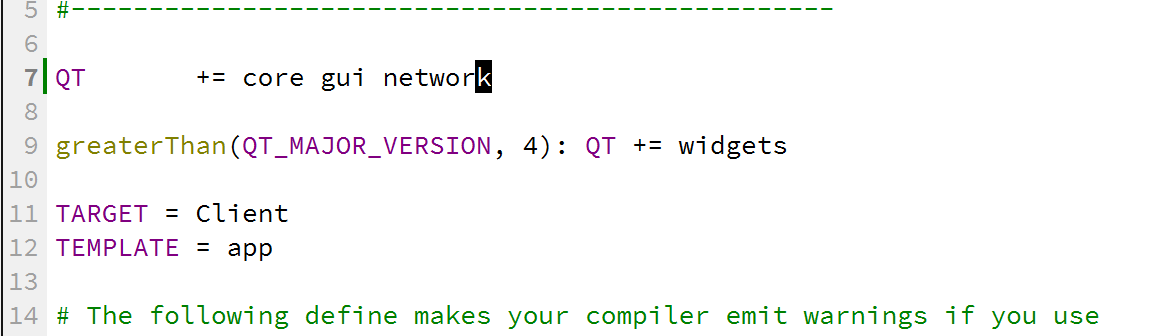 5 #-------------------------------------------------
6
7 QT       += core gui network
8
9 greaterThan(QT_MAJOR_VERSION, 4): QT += widgets
10
11 TARGET = Client
12 TEMPLATE = app
13
14 # The following define makes your compiler emit warnings if you use